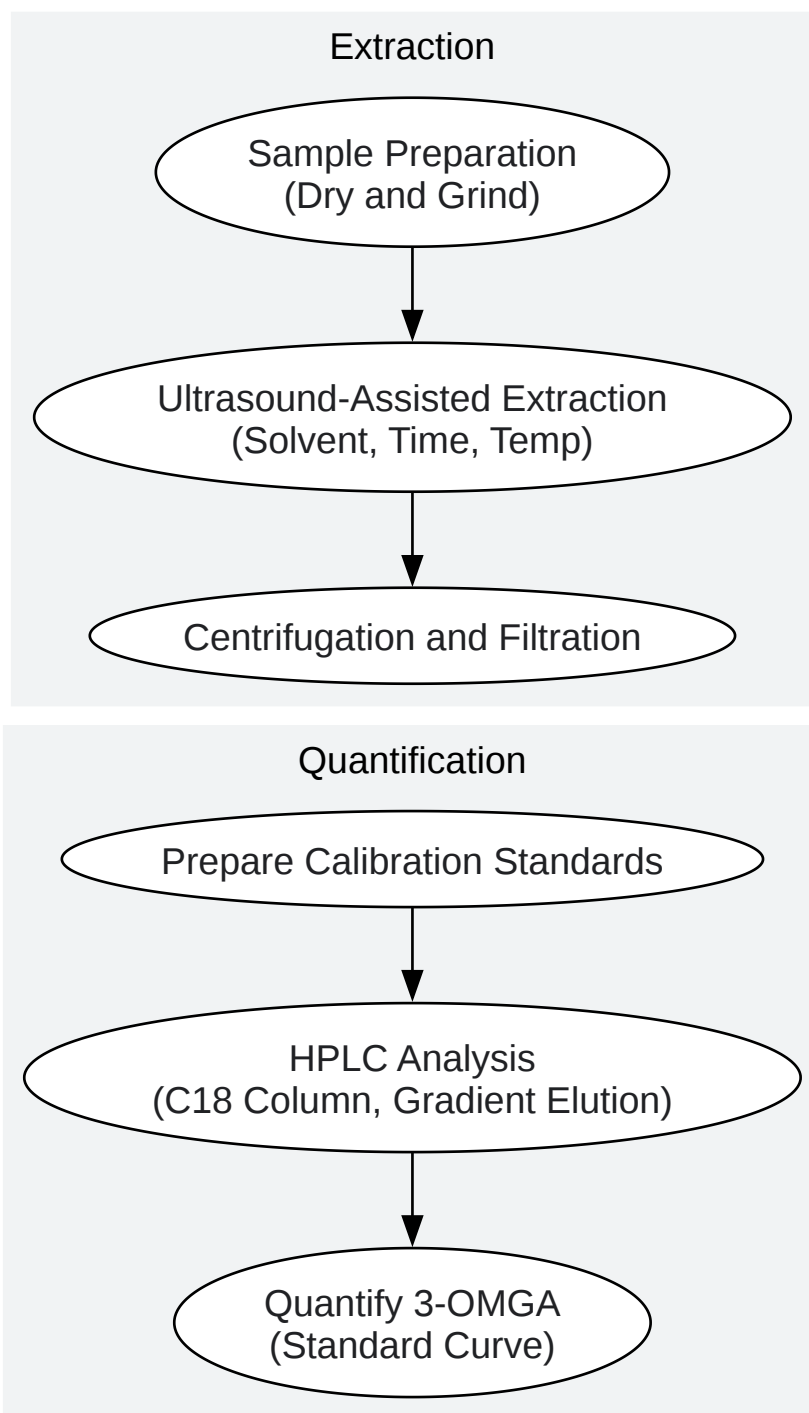 Extraction
Sample Preparation
(Dry and Grind)
Ultrasound-Assisted Extraction
(Solvent, Time, Temp)
Centrifugation and Filtration
Quantification
Prepare Calibration Standards
HPLC Analysis
(C18 Column, Gradient Elution)
Quantify 3-OMGA
(Standard Curve)